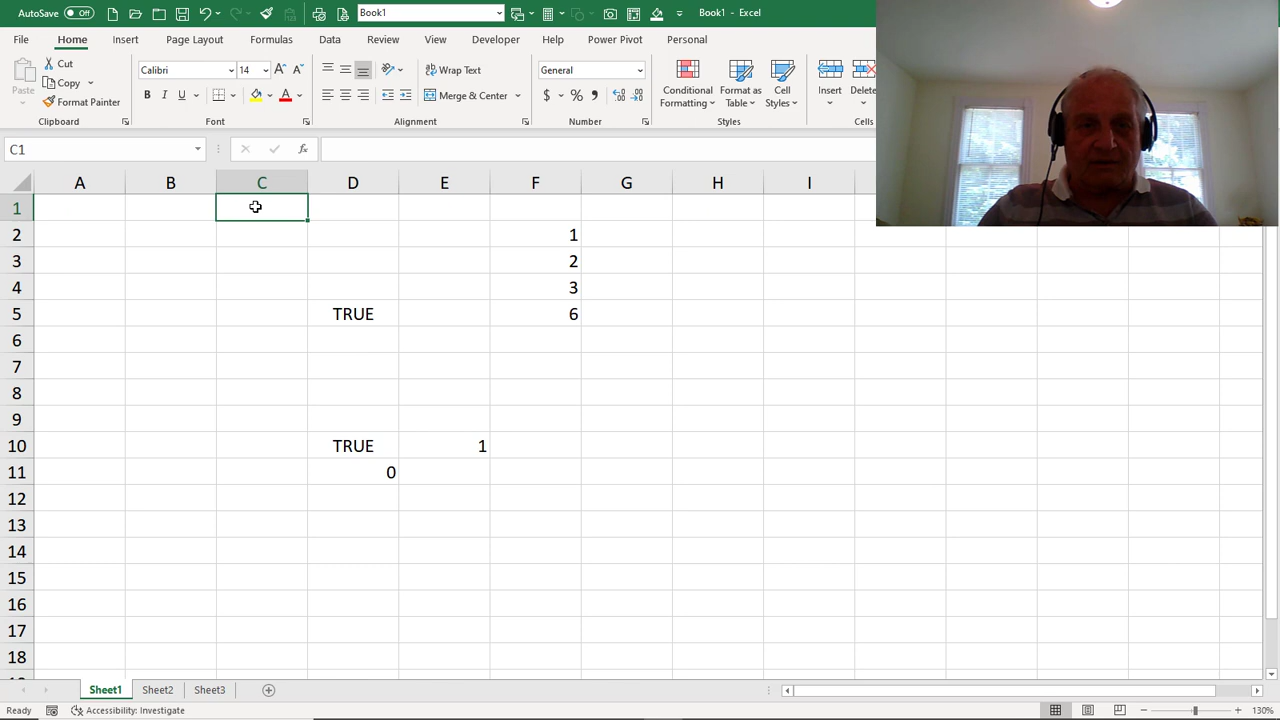 AutoSave Off Book1 Book1 - Excel
File Home Insert Page Layout Formulas Data Review View Developer Help Power Pivot Personal
Paste Cut Copy Format Painter Clipboard
Calibri 14 A A B I U A Font
ab Wrap Text Merge & Center Alignment
General $ % , Number
Conditional Formatting Format as Table Cell Styles Styles
Insert Delete Cells
C1 fx
A B C D E F G H I
1
2 1
3 2
4 3
5 TRUE 6
6
7
8
9
10 TRUE 1
11 0
12
13
14
15
16
17
18
Sheet1 Sheet2 Sheet3
Ready Accessibility: Investigate 130%